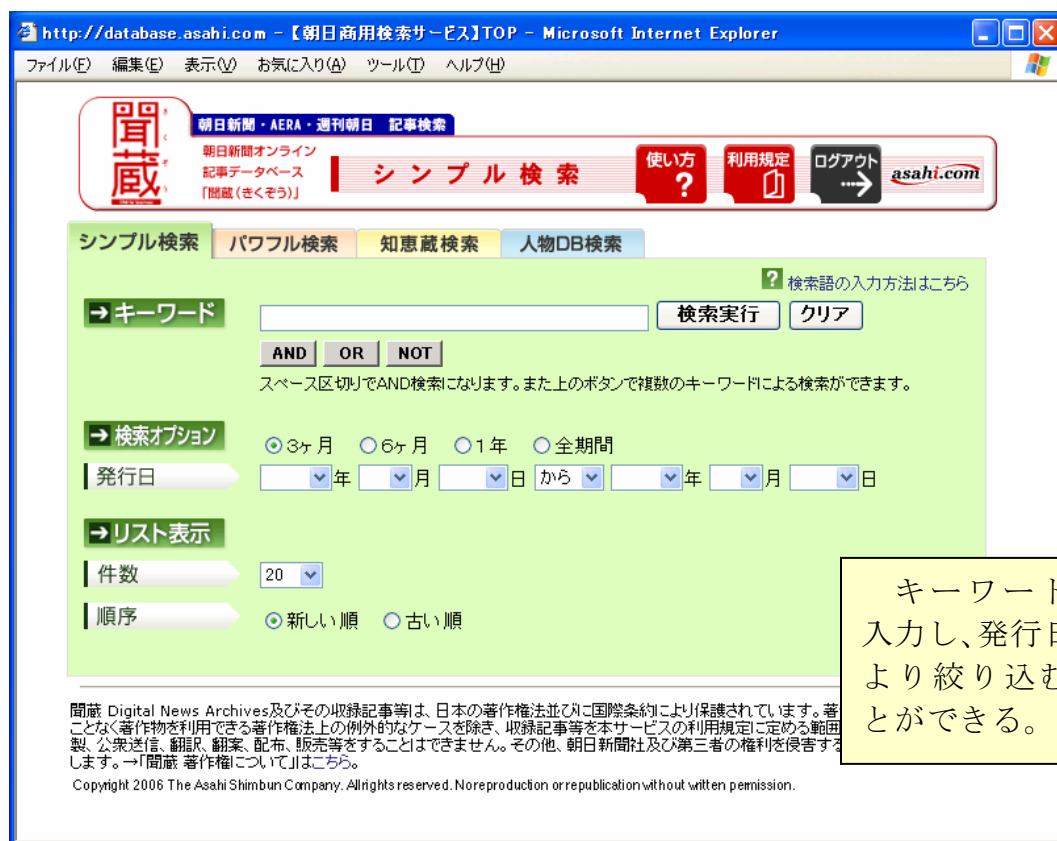 http://database.asahi.com - 【朝日商用検索サービス】TOP - Microsoft Internet Explorer
ファイル(F) 編集(E) 表示(V) お気に入り(A) ツール(T) ヘルプ(H)
聞蔵
きくぞう
朝日新聞・AERA・週刊朝日 記事検索
朝日新聞オンライン
記事データベース
「聞蔵(きくぞう)」
シンプル検索
使い方
?
利用規定
ログアウト
asahi.com
シンプル検索 パワフル検索 知恵蔵検索 人物DB検索
? 検索語の入力方法はこちら
キーワード 検索実行 クリア
AND OR NOT
スペース区切りでAND検索になります。また上のボタンで複数のキーワードによる検索ができます。
検索オプション 3ヶ月 6ヶ月 1年 全期間
発行日 年 月 日 から 年 月 日
リスト表示
件数 20
順序 新しい順 古い順
キーワード
入力し、発行日
より絞り込む
とができる。
聞蔵 Digital News Archives及びその収録記事等は、日本の著作権法並びに国際条約により保護されています。著
ことなく著作物を利用できる著作権法上の例外的なケースを除き、収録記事等を本サービスの利用規定に定める範囲
製、公衆送信、翻訳、翻案、配布、販売等をすることはできません。その他、朝日新聞社及び第三者の権利を侵害する
します。→「聞蔵 著作権について」はこちら。
Copyright 2006 The Asahi Shimbun Company. All rights reserved. No reproduction or republication without written permission.